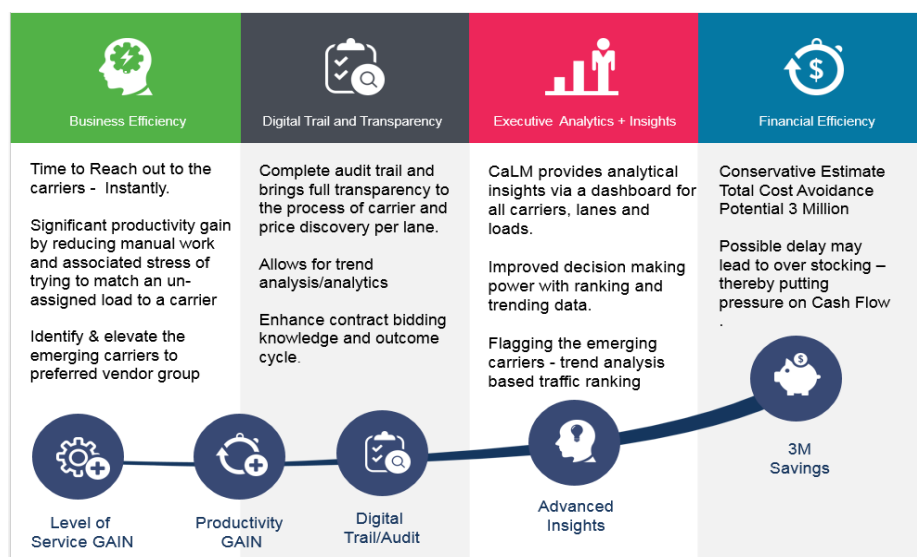 Business Efficiency
Time to Reach out to the
carriers - Instantly.
Significant productivity gain
by reducing manual work
and associated stress of
trying to match an un-
assigned load to a carrier
Identify & elevate the
emerging carriers to
preferred vendor group
Digital Trail and Transparency
Complete audit trail and
brings full transparency to
the process of carrier and
price discovery per lane.
Allows for trend
analysis/analytics
Enhance contract bidding
knowledge and outcome
cycle.
Executive Analytics + Insights
CaLM provides analytical
insights via a dashboard for
all carriers, lanes and
loads.
Improved decision making
power with ranking and
trending data.
Flagging the emerging
carriers - trend analysis
based traffic ranking
$
Financial Efficiency
Conservative Estimate
Total Cost Avoidance
Potential 3 Million
Possible delay may
lead to over stocking –
thereby putting
pressure on Cash Flow
.
Level of
Service GAIN
Productivity
GAIN
Digital
Trail/Audit
Advanced
Insights
$
3M
Savings